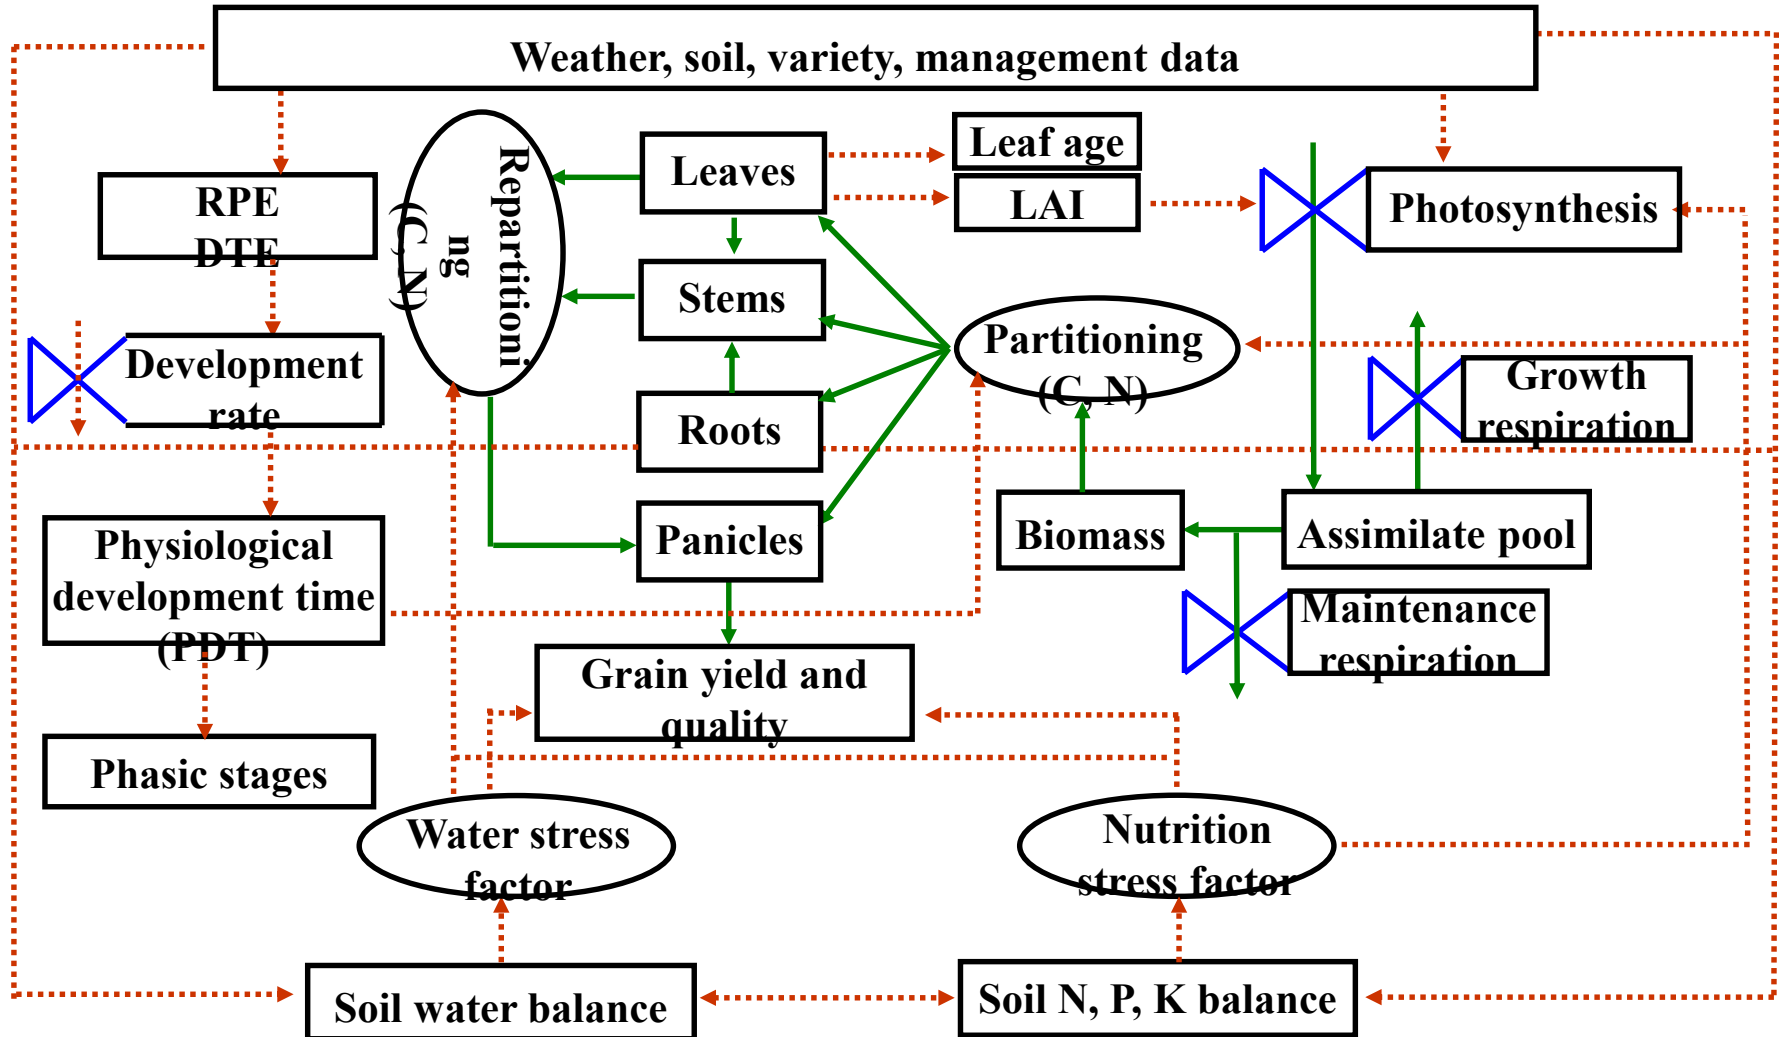 Weather, soil, variety, management data
RPE
DTE
Repartitioni
ng
(C, N)
Leaves
Leaf age
LAI
Photosynthesis
Stems
Partitioning
(C, N)
Development
rate
Growth
respiration
Roots
Physiological
development time
(PDT)
Panicles
Biomass
Assimilate pool
Maintenance
respiration
Grain yield and
quality
Phasic stages
Water stress
factor
Nutrition
stress factor
Soil water balance
Soil N, P, K balance